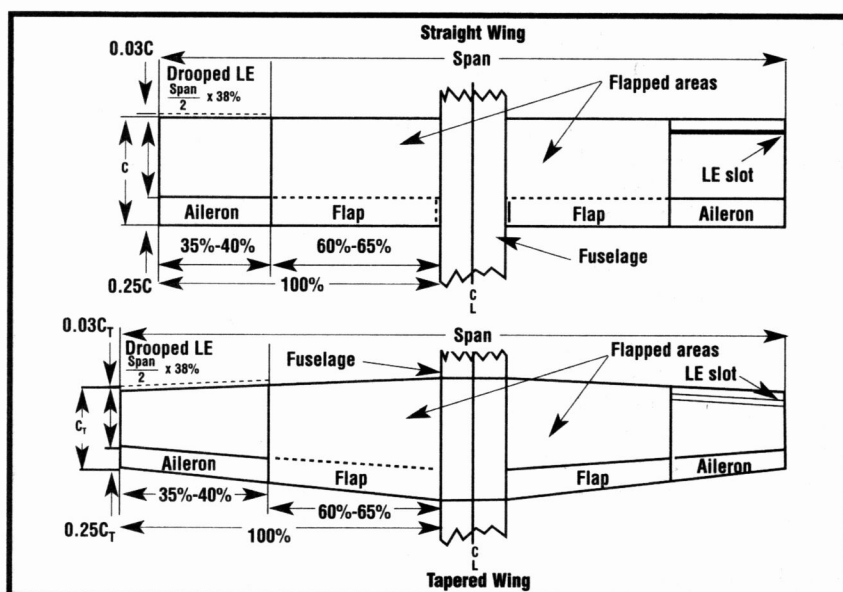 Straight Wing
0.03C
Span
Drooped LE
Span
2
x 38%
Flapped areas
C
LE slot
Aileron
Flap
Flap
Aileron
35%-40%
60%-65%
Fuselage
0.25C
100%
C
L
0.03CT
Span
Drooped LE
Span
2
x 38%
Fuselage
Flapped areas
LE slot
CT
Aileron
Flap
Flap
Aileron
35%-40%
60%-65%
0.25CT
100%
C
L
Tapered Wing